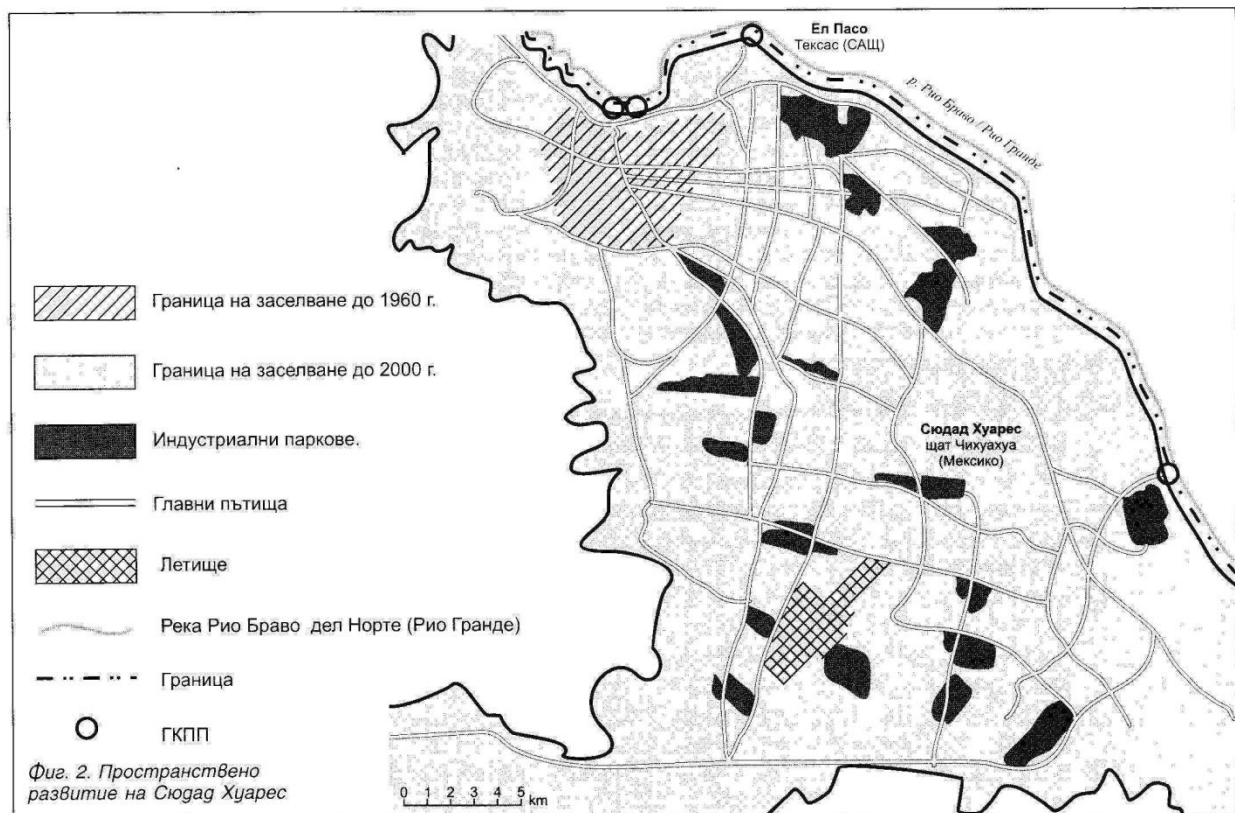 Ел Пасо
Тексас (САЩ)
р. Рио Браво / Рио Гранде
Граница на заселване до 1960 г.
Граница на заселване до 2000 г.
Индустриални паркове.
Сюдад Хуарес
щат Чихуахуа
(Мексико)
Главни пътища
Летище
Река Рио Браво дел Норте (Рио Гранде)
Граница
ГКПП
Фиг. 2. Пространствено
развитие на Сюдад Хуарес
0 1 2 3 4 5 km